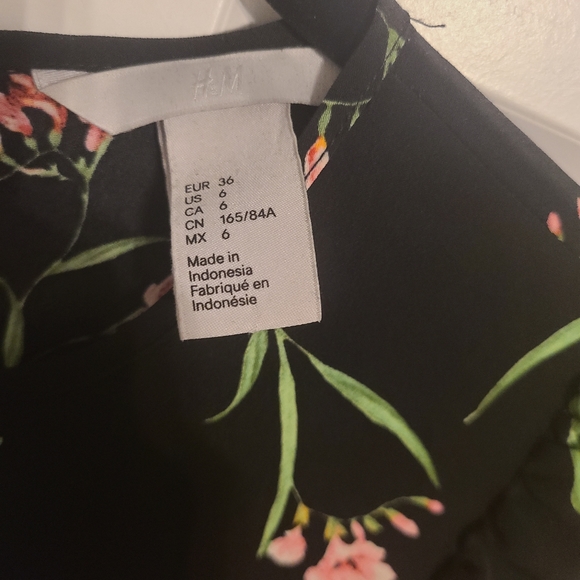 H&M
EUR 36
US 6
CA 6
CN 165/84A
MX 6
Made in
Indonesia
Fabriqué en
Indonésie